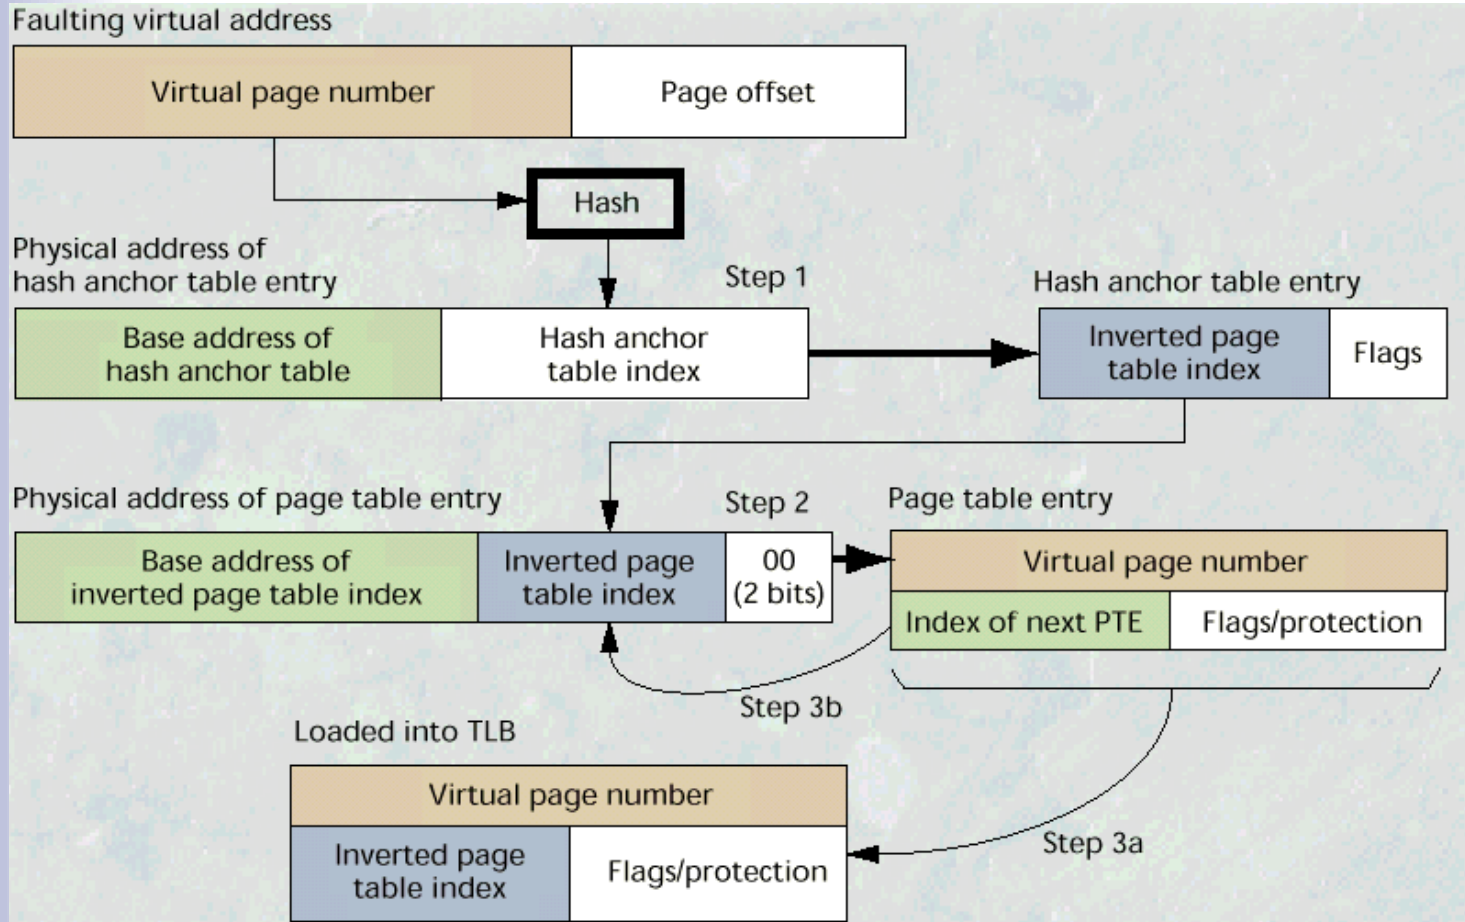 Faulting virtual address
Virtual page number
Page offset
Hash
Physical address of
hash anchor table entry
Step 1
Hash anchor table entry
Base address of
hash anchor table
Hash anchor
table index
Inverted page
table index
Flags
Physical address of page table entry
Step 2
Page table entry
Base address of
inverted page table index
Inverted page
table index
00
(2 bits)
Virtual page number
Index of next PTE
Flags/protection
Step 3b
Loaded into TLB
Virtual page number
Inverted page
table index
Flags/protection
Step 3a